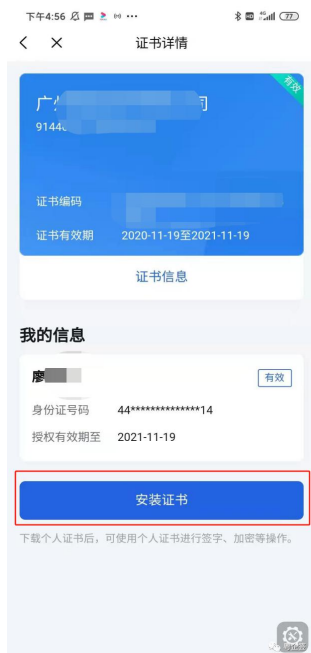 下午4:56
77
证书详情
有效
广
司
9144
证书编码
证书有效期 2020-11-19至2021-11-19
证书信息
我的信息
廖
有效
身份证号码 44**************14
授权有效期至 2021-11-19
安装证书
下载个人证书后，可使用个人证书进行签字、加密等操作。